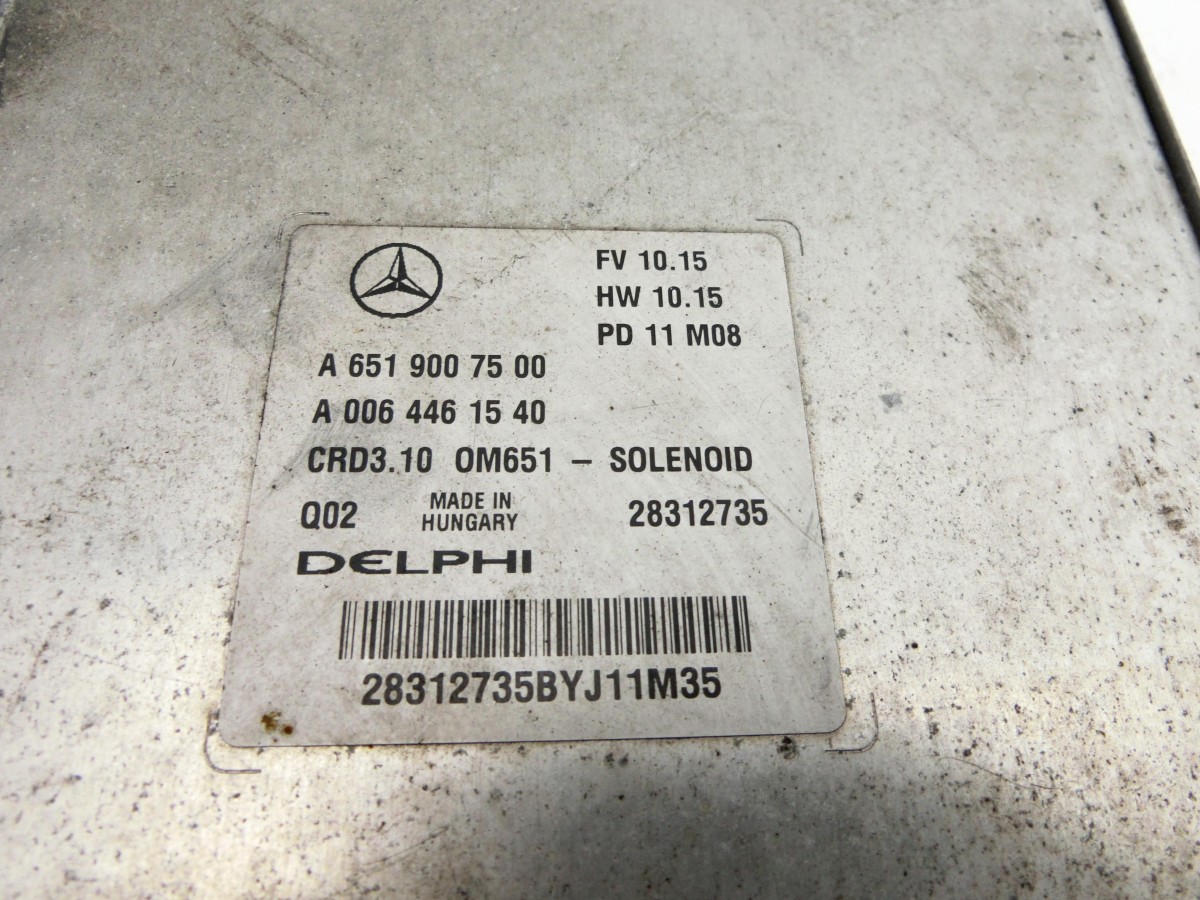 FV 10.15
HW 10.15
PD 11 M08
A 651 900 75 00
A 006 446 15 40
CRD3.10 OM651 – SOLENOID
Q02 MADE IN HUNGARY 28312735
DELPHI
28312735BYJ11M35